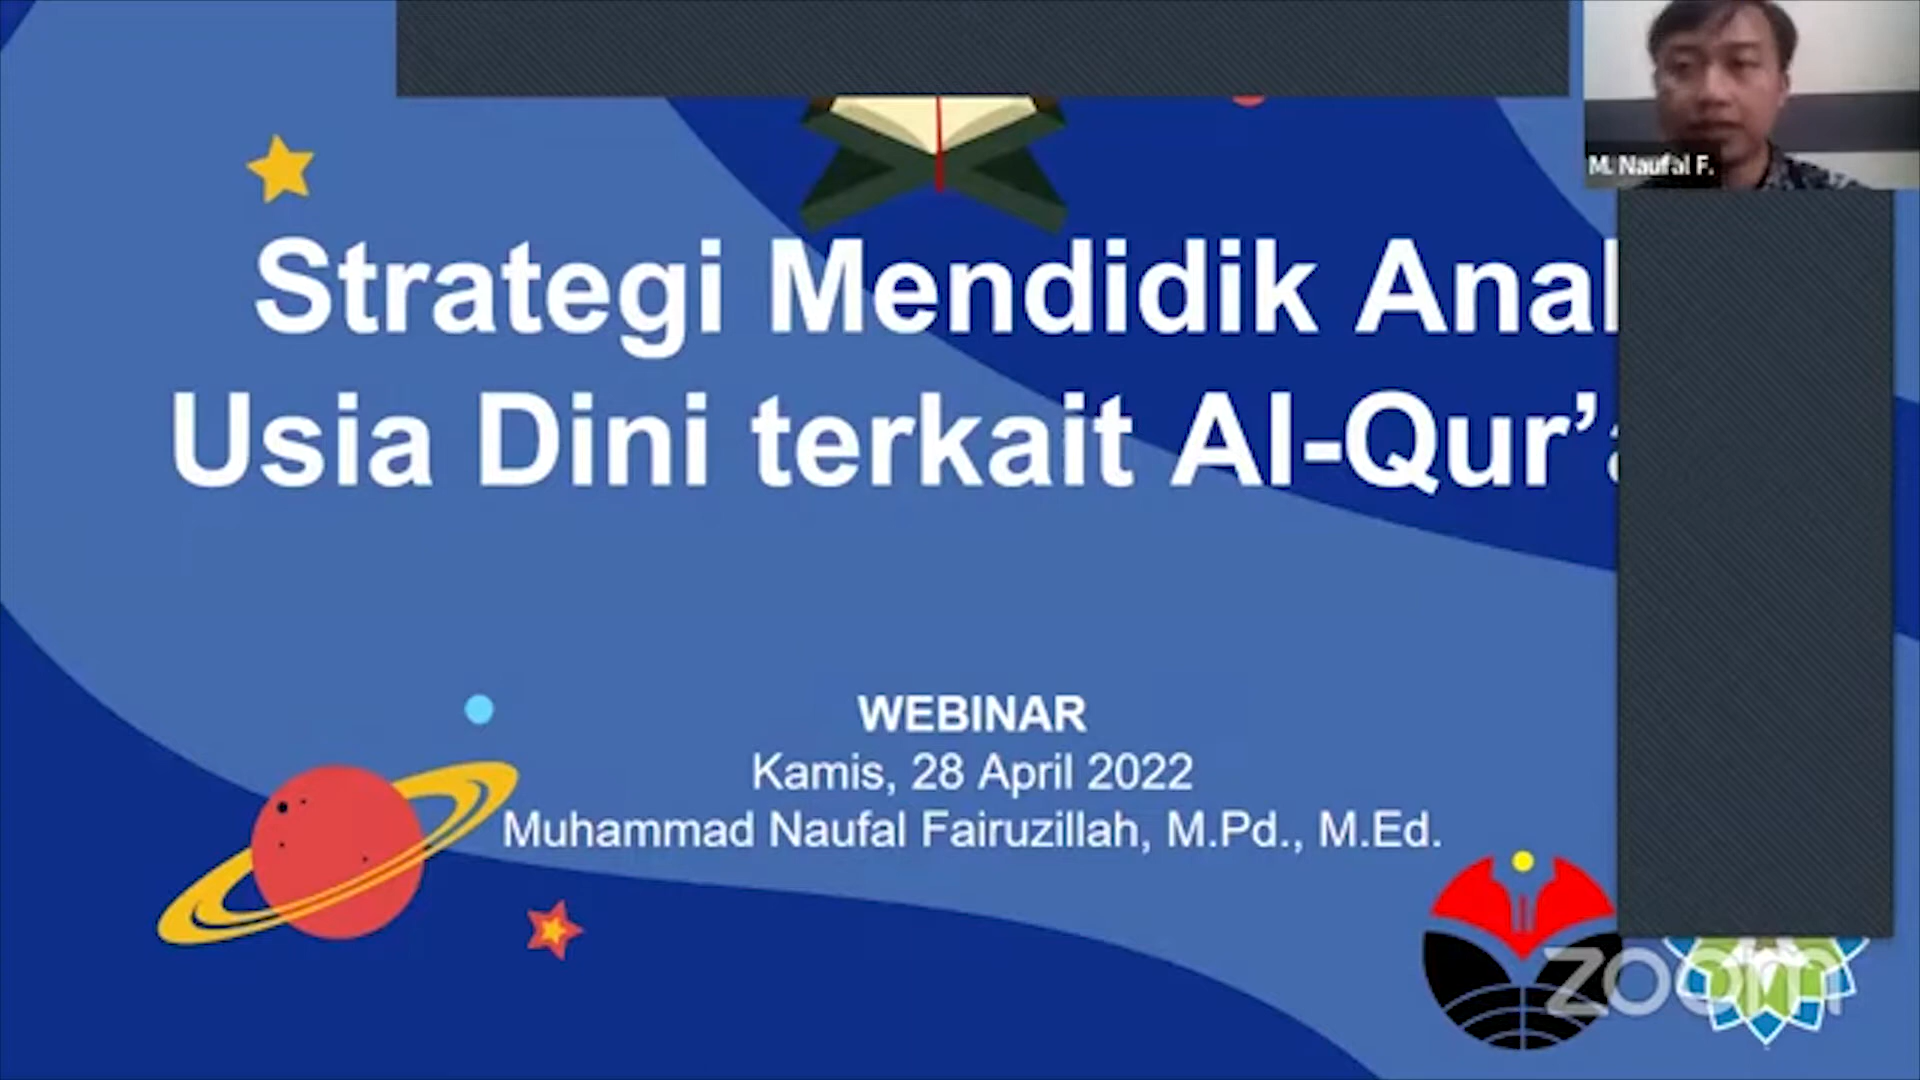 M. Naufal F.
Strategi Mendidik Anak
Usia Dini terkait Al-Qur’a
WEBINAR
Kamis, 28 April 2022
Muhammad Naufal Fairuzillah, M.Pd., M.Ed.
zoom